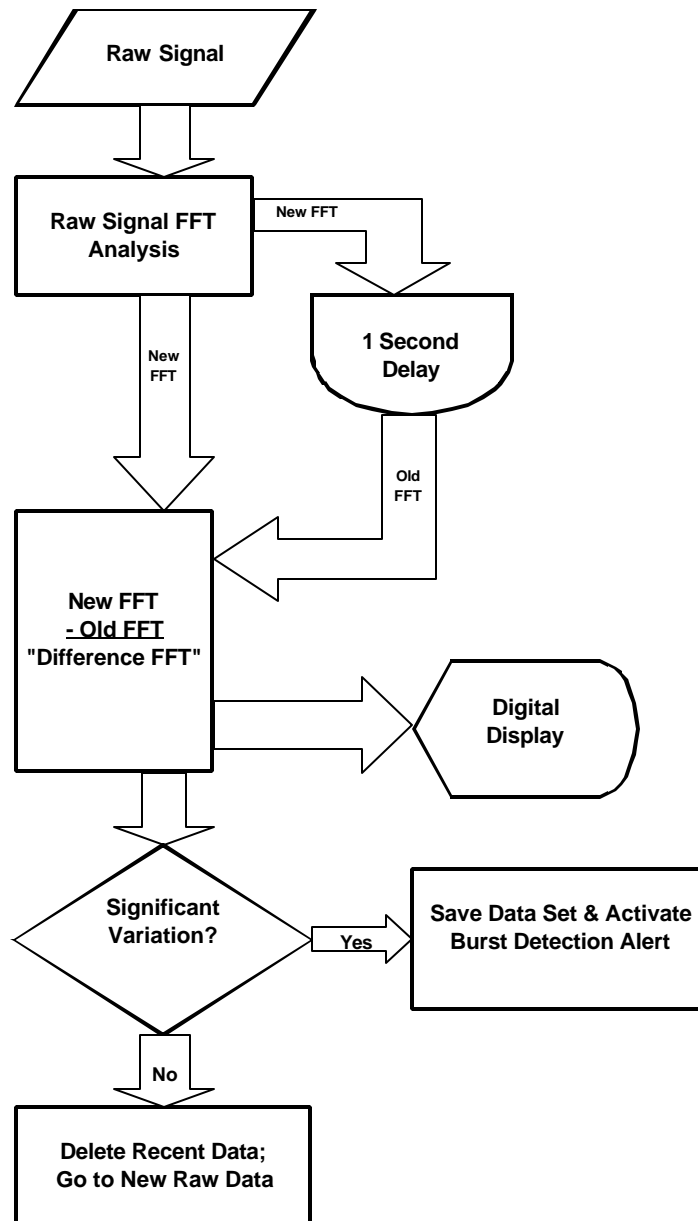 Raw Signal
Raw Signal FFT
Analysis
New FFT
1 Second
Delay
New
FFT
Old
FFT
New FFT
- Old FFT
"Difference FFT"
Digital
Display
Significant
Variation?
Yes
Save Data Set & Activate
Burst Detection Alert
No
Delete Recent Data;
Go to New Raw Data